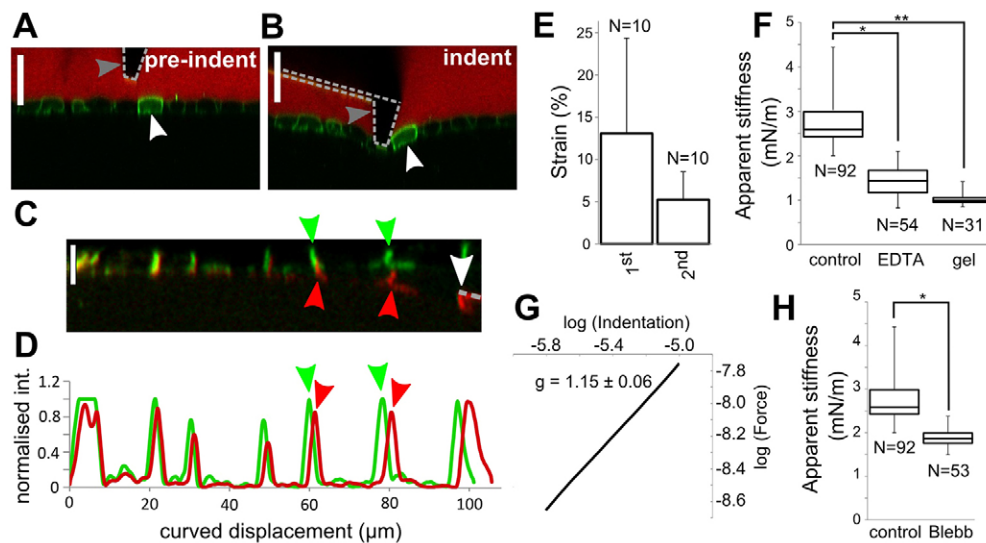 A
pre-indent
B
indent
C
D
normalised int.
1.2
0.8
0.4
0
0 20 40 60 80 100
curved displacement (µm)
E
N=10
N=10
Strain (%)
25
20
15
10
5
0
1st
2nd
F
**
*
Apparent stiffness
(mN/m)
5
4
3
2
1
0
N=92
N=54
N=31
control EDTA gel
G
log (Indentation)
-5.8 -5.4 -5.0
g = 1.15 ± 0.06
-7.8
-8.0
-8.2
-8.4
-8.6
log (Force)
H
*
Apparent stiffness
(mN/m)
5
4
3
2
1
0
N=92
N=53
control Blebb